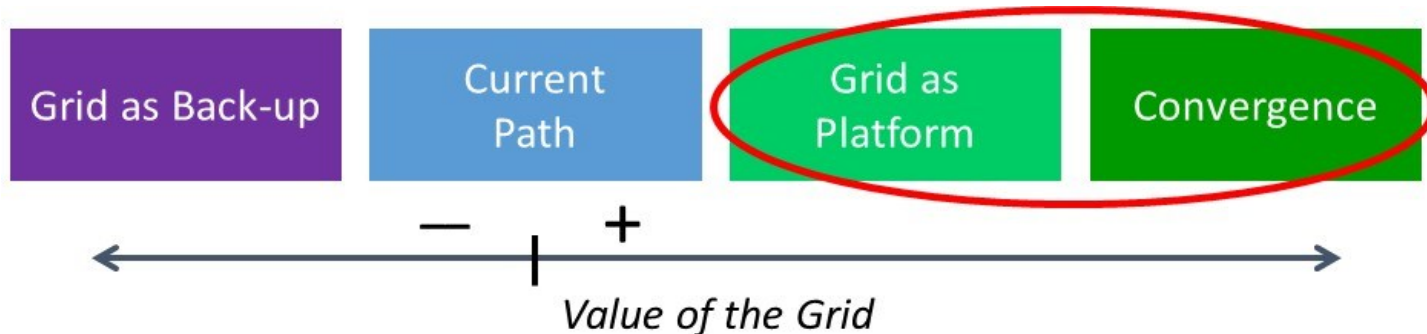 Grid as Back-up
Current
Path
Grid as
Platform
Convergence
— +
Value of the Grid